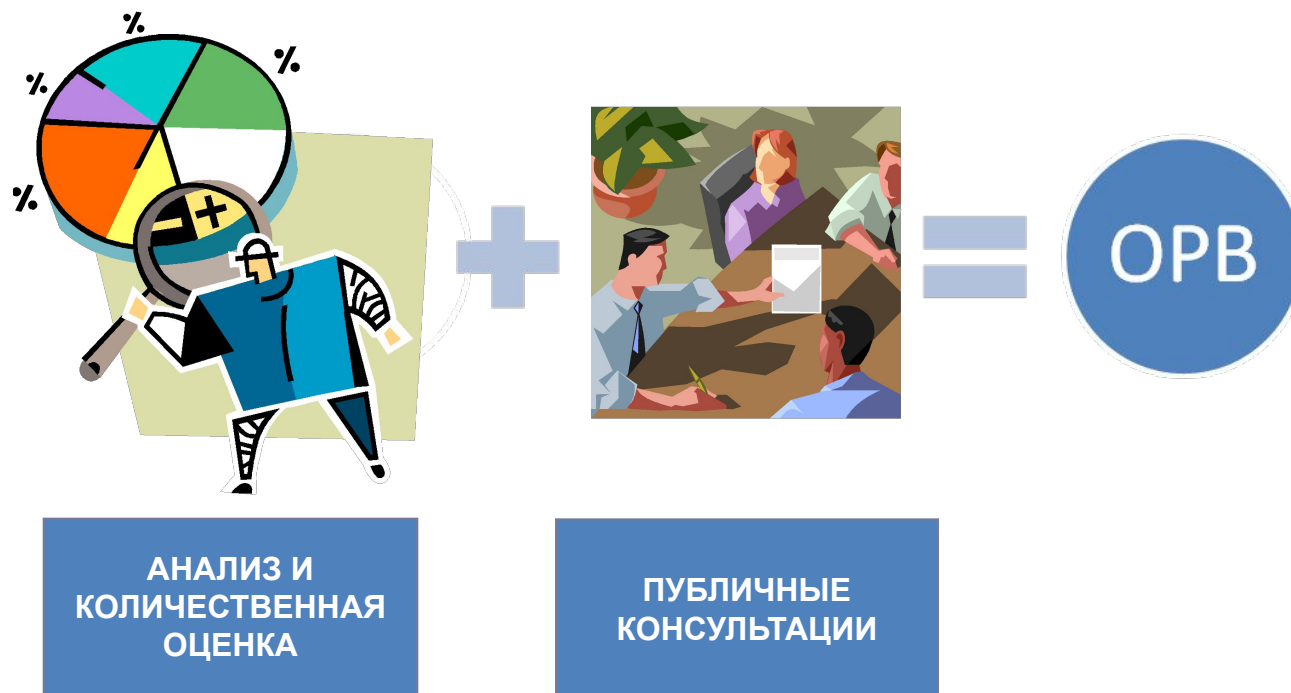 %
%
%
%
ОРВ
АНАЛИЗ И
КОЛИЧЕСТВЕННАЯ
ОЦЕНКА
ПУБЛИЧНЫЕ
КОНСУЛЬТАЦИИ